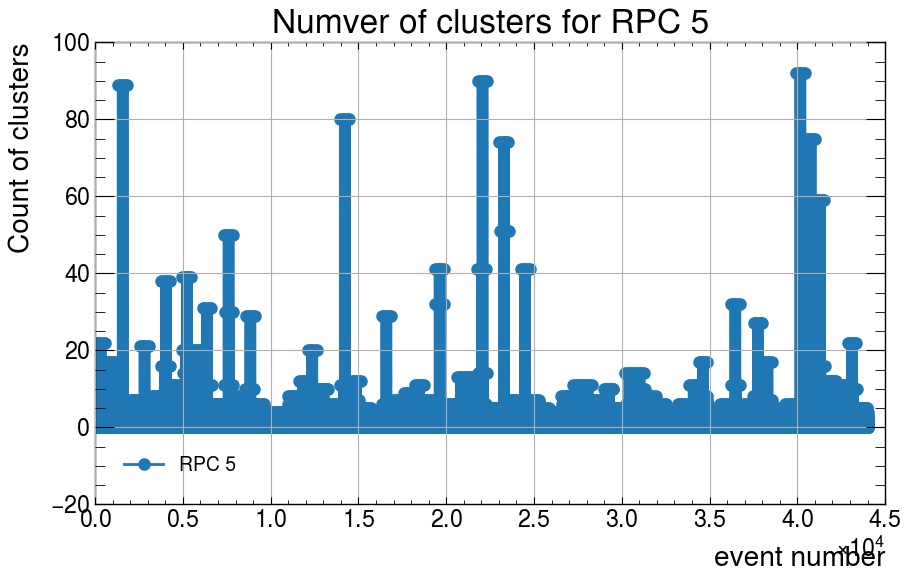 Numver of clusters for RPC 5
Count of clusters
100
80
60
40
20
0
−20
RPC 5
0.0 0.5 1.0 1.5 2.0 2.5 3.0 3.5 4.0 4.5
×10⁴
event number